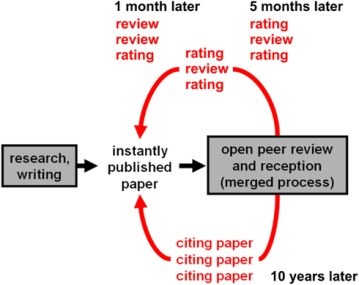 1 month later
review
review
rating
rating
review
rating
5 months later
rating
review
rating
research,
writing
instantly
published
paper
open peer review
and reception
(merged process)
citing paper
citing paper
citing paper
10 years later